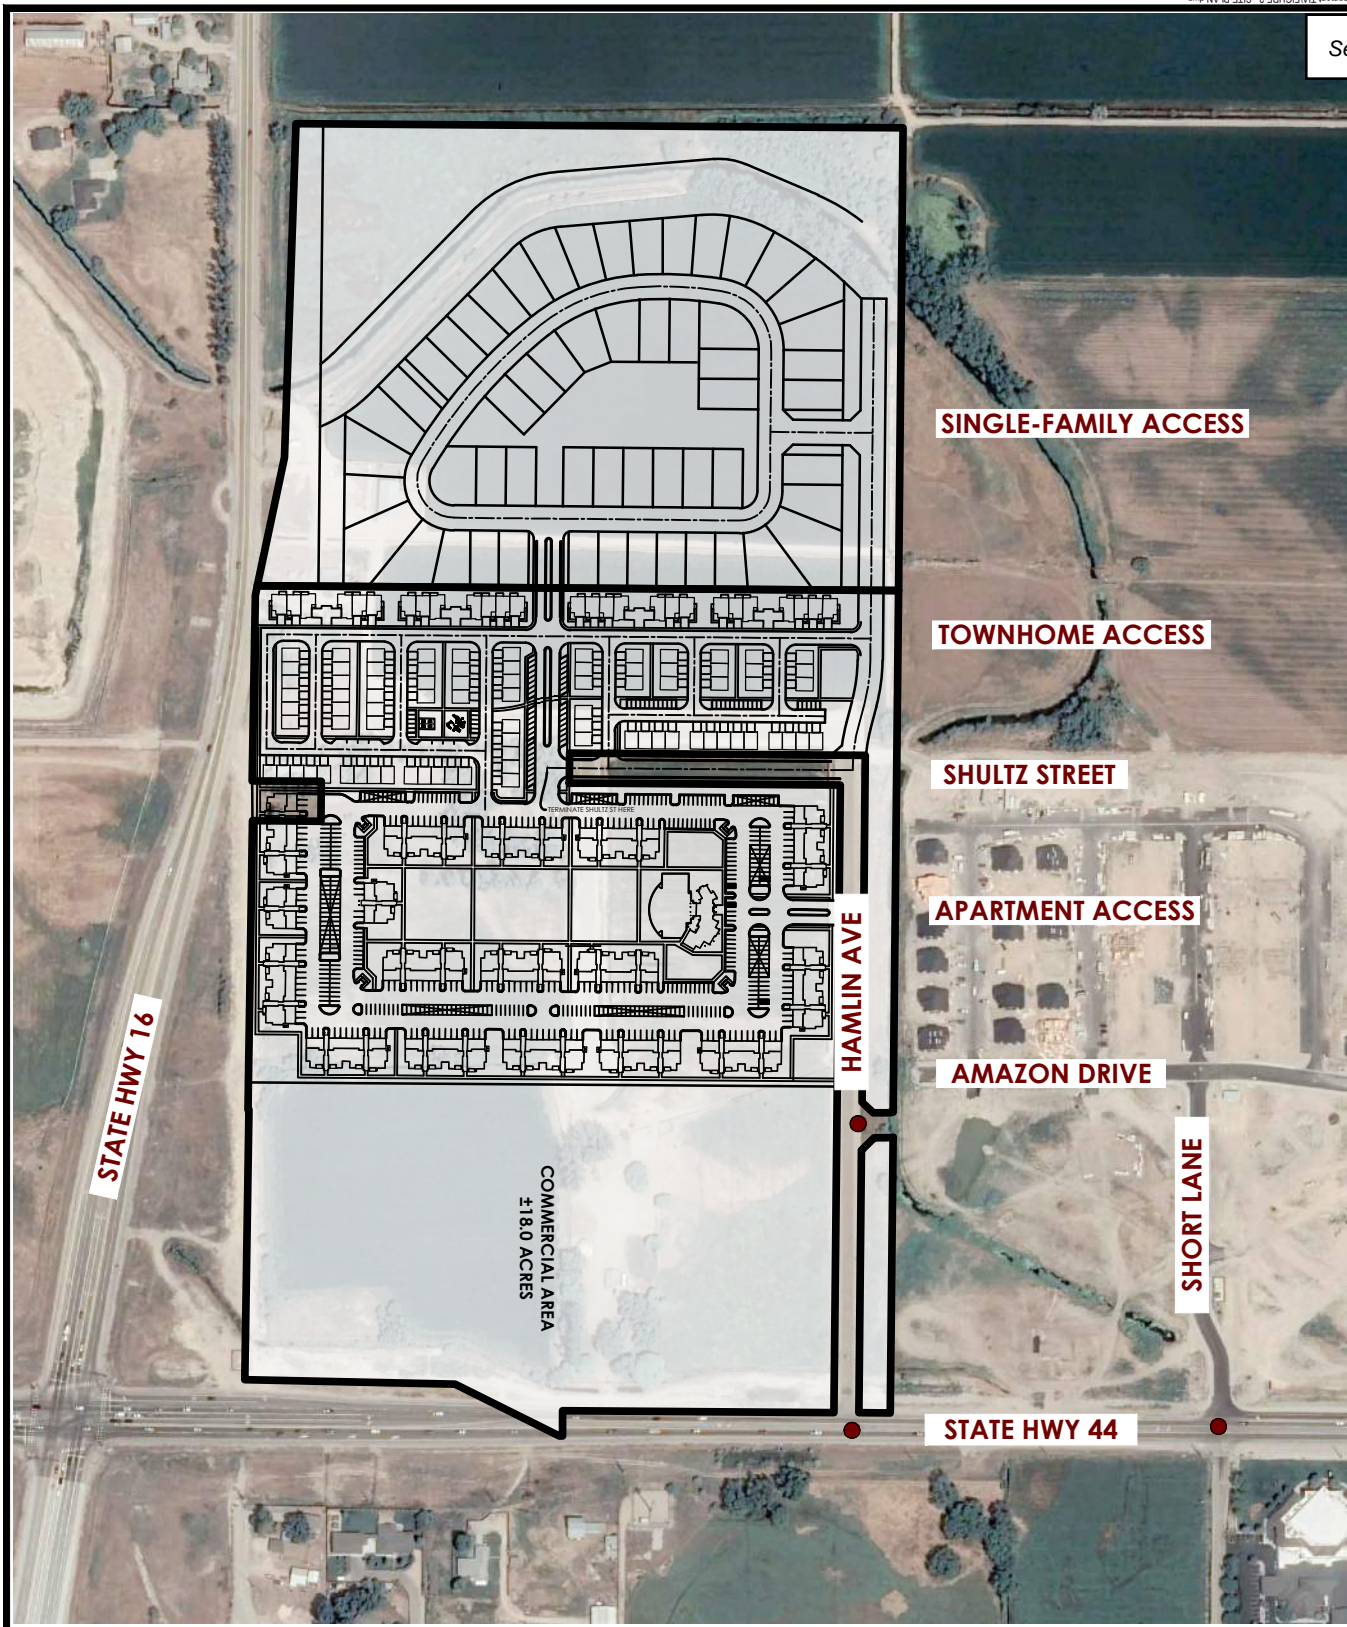 Se
SINGLE-FAMILY ACCESS
TOWNHOME ACCESS
SHULTZ STREET
TERMINATE SHULTZ ST HERE
APARTMENT ACCESS
HAMLIN AVE
STATE HWY 16
AMAZON DRIVE
SHORT LANE
COMMERCIAL AREA
±18.0 ACRES
STATE HWY 44